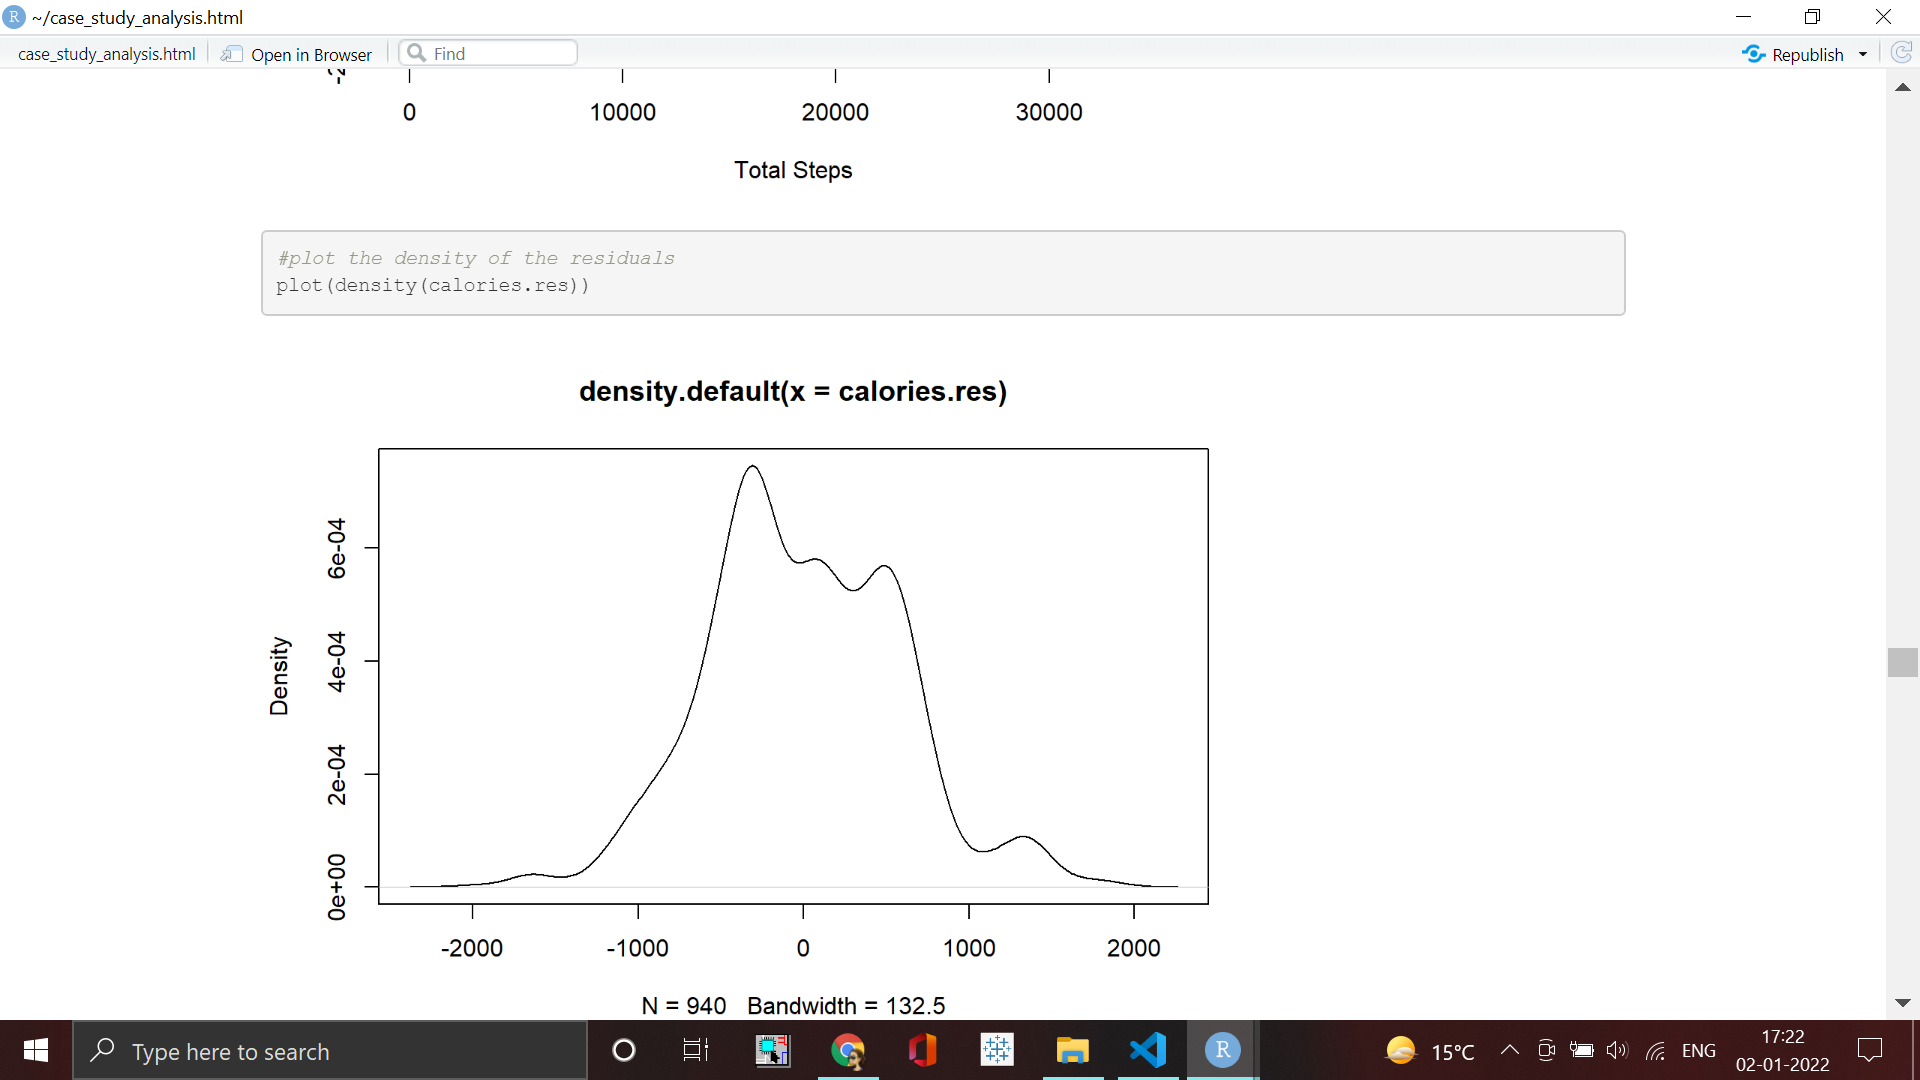 ~/case_study_analysis.html
case_study_analysis.html Open in Browser Find Republish
-2
0 10000 20000 30000
Total Steps
#plot the density of the residuals
plot(density(calories.res))
density.default(x = calories.res)
Density
0e+00 2e-04 4e-04 6e-04
-2000 -1000 0 1000 2000
N = 940 Bandwidth = 132.5
Type here to search
R
15°C
ENG
17:22
02-01-2022